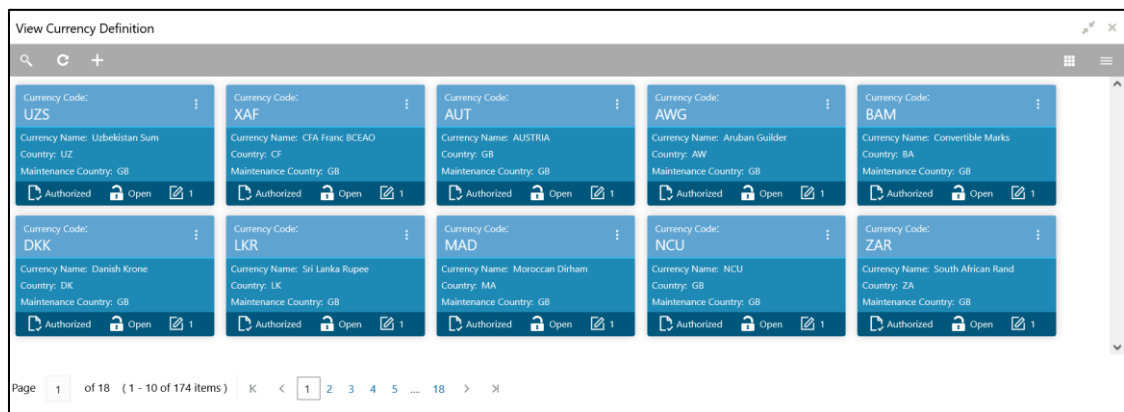 View Currency Definition
Currency Code:
UZS
Currency Name: Uzbekistan Sum
Country: UZ
Maintenance Country: GB
Authorized Open 1
Currency Code:
XAF
Currency Name: CFA Franc BCEAO
Country: CF
Maintenance Country: GB
Authorized Open 1
Currency Code:
AUT
Currency Name: AUSTRIA
Country: GB
Maintenance Country: GB
Authorized Open 1
Currency Code:
AWG
Currency Name: Aruban Guilder
Country: AW
Maintenance Country: GB
Authorized Open 1
Currency Code:
BAM
Currency Name: Convertible Marks
Country: BA
Maintenance Country: GB
Authorized Open 1
Currency Code:
DKK
Currency Name: Danish Krone
Country: DK
Maintenance Country: GB
Authorized Open 1
Currency Code:
LKR
Currency Name: Sri Lanka Rupee
Country: LK
Maintenance Country: GB
Authorized Open 1
Currency Code:
MAD
Currency Name: Moroccan Dirham
Country: MA
Maintenance Country: GB
Authorized Open 1
Currency Code:
NCU
Currency Name: NCU
Country: GB
Maintenance Country: GB
Authorized Open 1
Currency Code:
ZAR
Currency Name: South African Rand
Country: ZA
Maintenance Country: GB
Authorized Open 1
Page 1 of 18 ( 1 - 10 of 174 items ) 1 2 3 4 5 .... 18